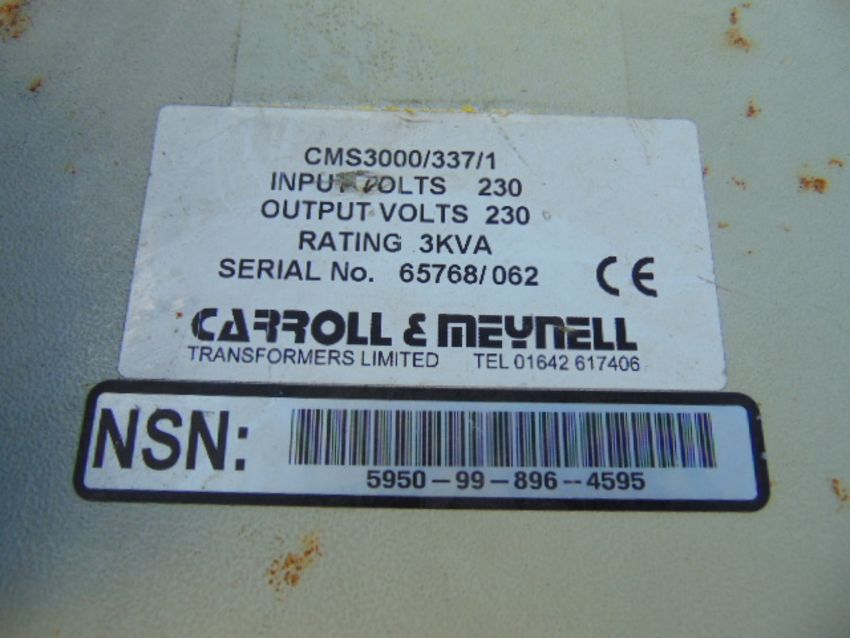 CMS3000/337/1
INPUT VOLTS 230
OUTPUT VOLTS 230
RATING 3KVA
SERIAL No. 65768/062
CE
CARROLL & MEYNELL
TRANSFORMERS LIMITED TEL 01642 617406
NSN:
5950-99-896-4595